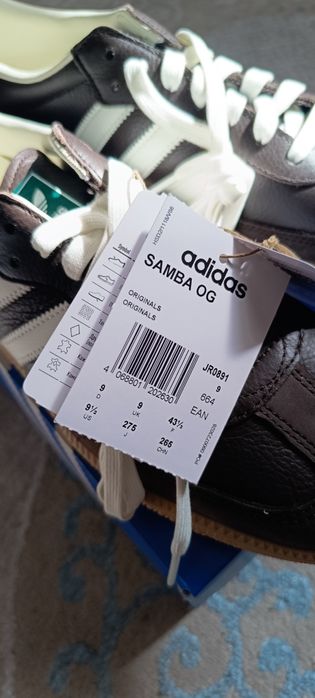 adidas
SAMBA OG
ORIGINALS
ORIGINALS
JR0891
9
664
EAN
4 066801 202630
9 9 43⅓
D UK F
9½ 275 265
US J CHN